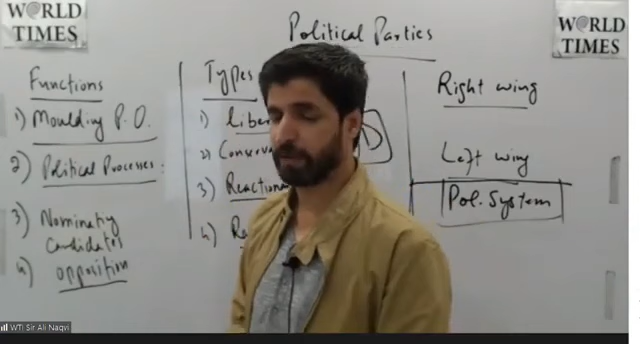 WORLD
TIMES
Political Parties
WORLD
TIMES
Functions
1) Moulding P.O.
2) Political Processes:
3) Nominating
candidates
4) opposition
Types
1) liber
2) Conserva
3) Reactiona
4)
Right wing
Left wing
Pol. System
WTI Sir Ali Naqvi